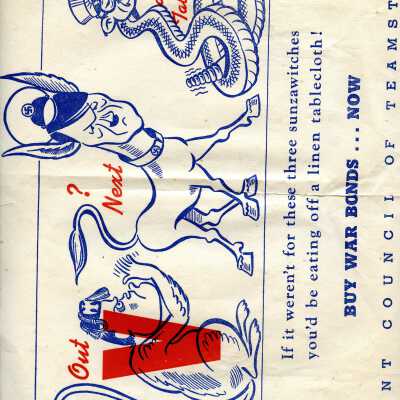 Out
?
Next
V
If it weren't for these three sunzawitches
you'd be eating off a linen tablecloth!
BUY WAR BONDS . . . NOW
NT COUNCIL OF TEAMST